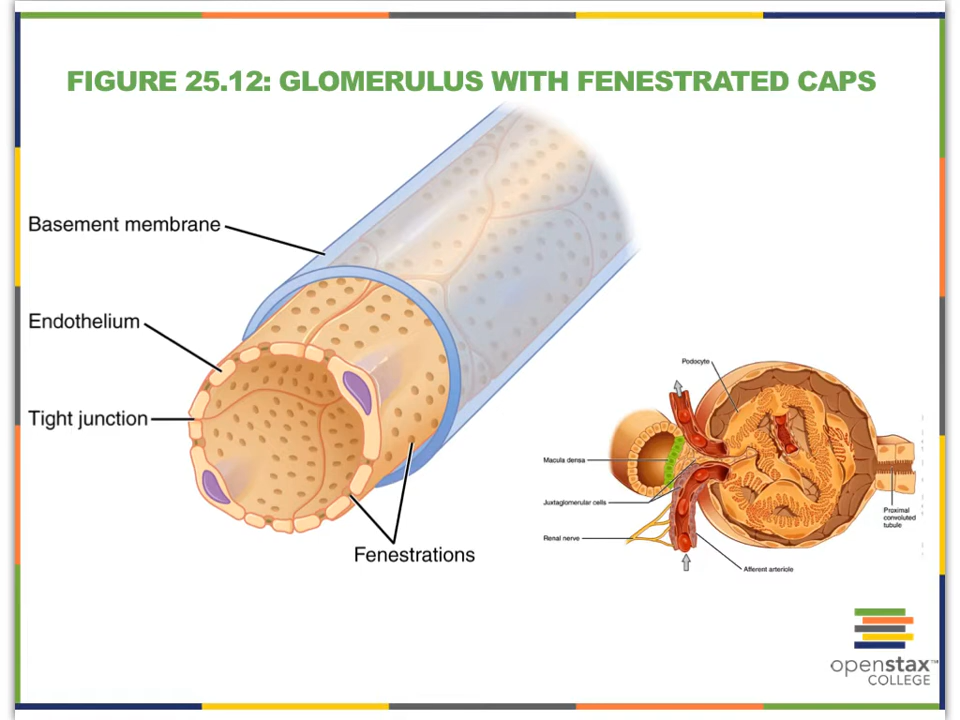 FIGURE 25.12: GLOMERULUS WITH FENESTRATED CAPS
Basement membrane
Endothelium
Tight junction
Fenestrations
Podocyte
Macula densa
Juxtaglomerular cells
Renal nerve
Afferent arteriole
Proximal
convoluted
tubule
openstax™
COLLEGE